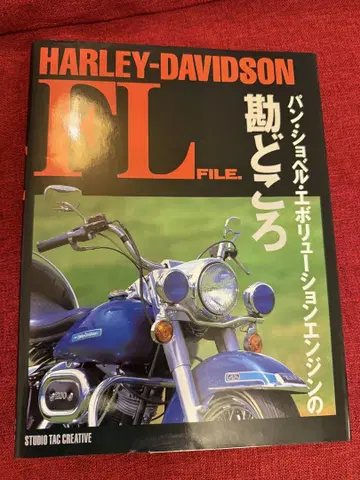 HARLEY-DAVIDSON
FL FILE.
パン・ショベル・エボリューションエンジンの
勘どころ
STUDIO TAC CREATIVE